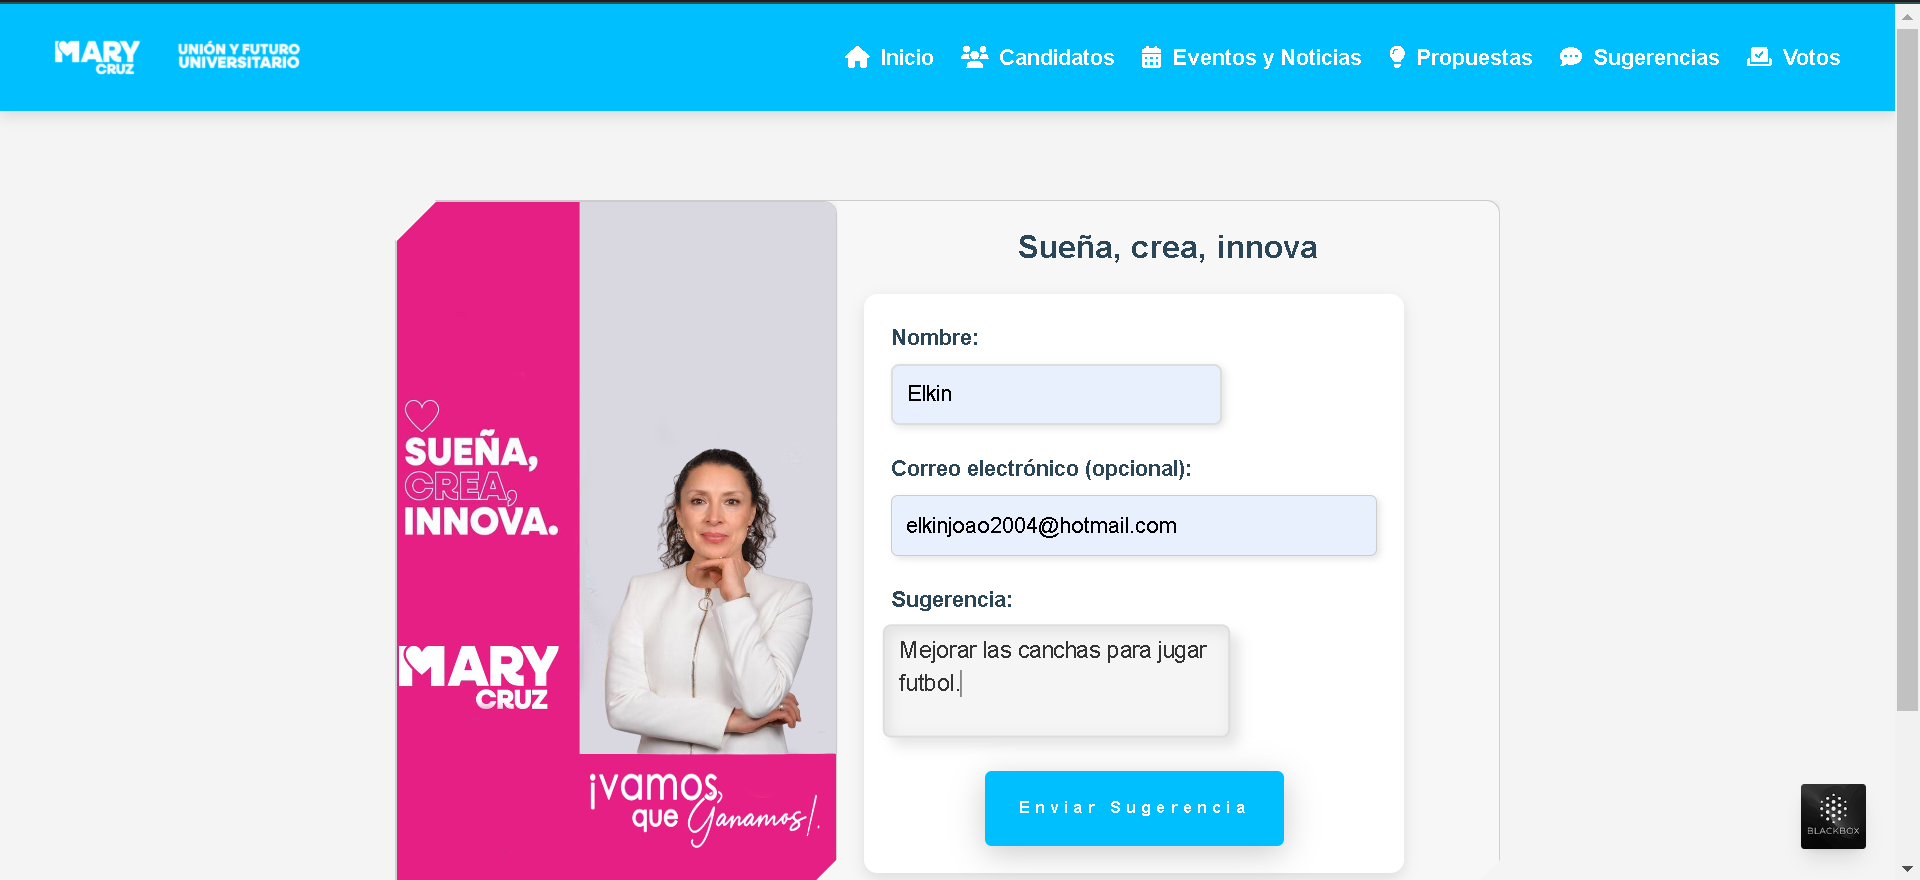 MARY
CRUZ
UNIÓN Y FUTURO
UNIVERSITARIO
Inicio
Candidatos
Eventos y Noticias
Propuestas
Sugerencias
Votos
SUEÑA,
CREA,
INNOVA.
MARY
CRUZ
¡vamos,
que Ganamos!.
Sueña, crea, innova
Nombre:
Elkin
Correo electrónico (opcional):
elkinjoao2004@hotmail.com
Sugerencia:
Mejorar las canchas para jugar
futbol.
Enviar Sugerencia
BLACKBOX